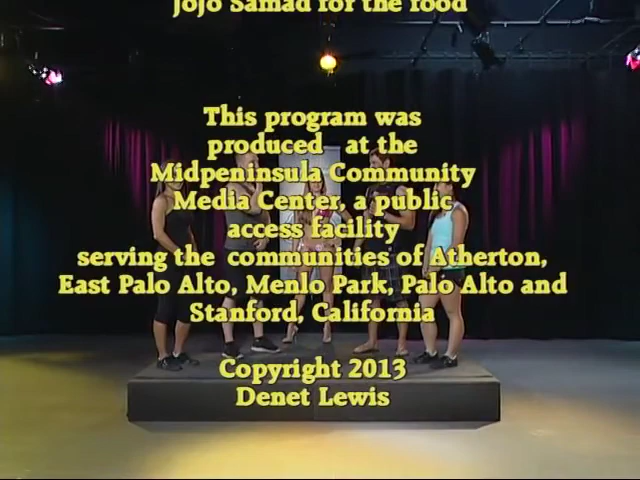 JoJo Samad for the food
This program was
produced at the
Midpeninsula Community
Media Center, a public
access facility
serving the communities of Atherton,
East Palo Alto, Menlo Park, Palo Alto and
Stanford, California
Copyright 2013
Denet Lewis